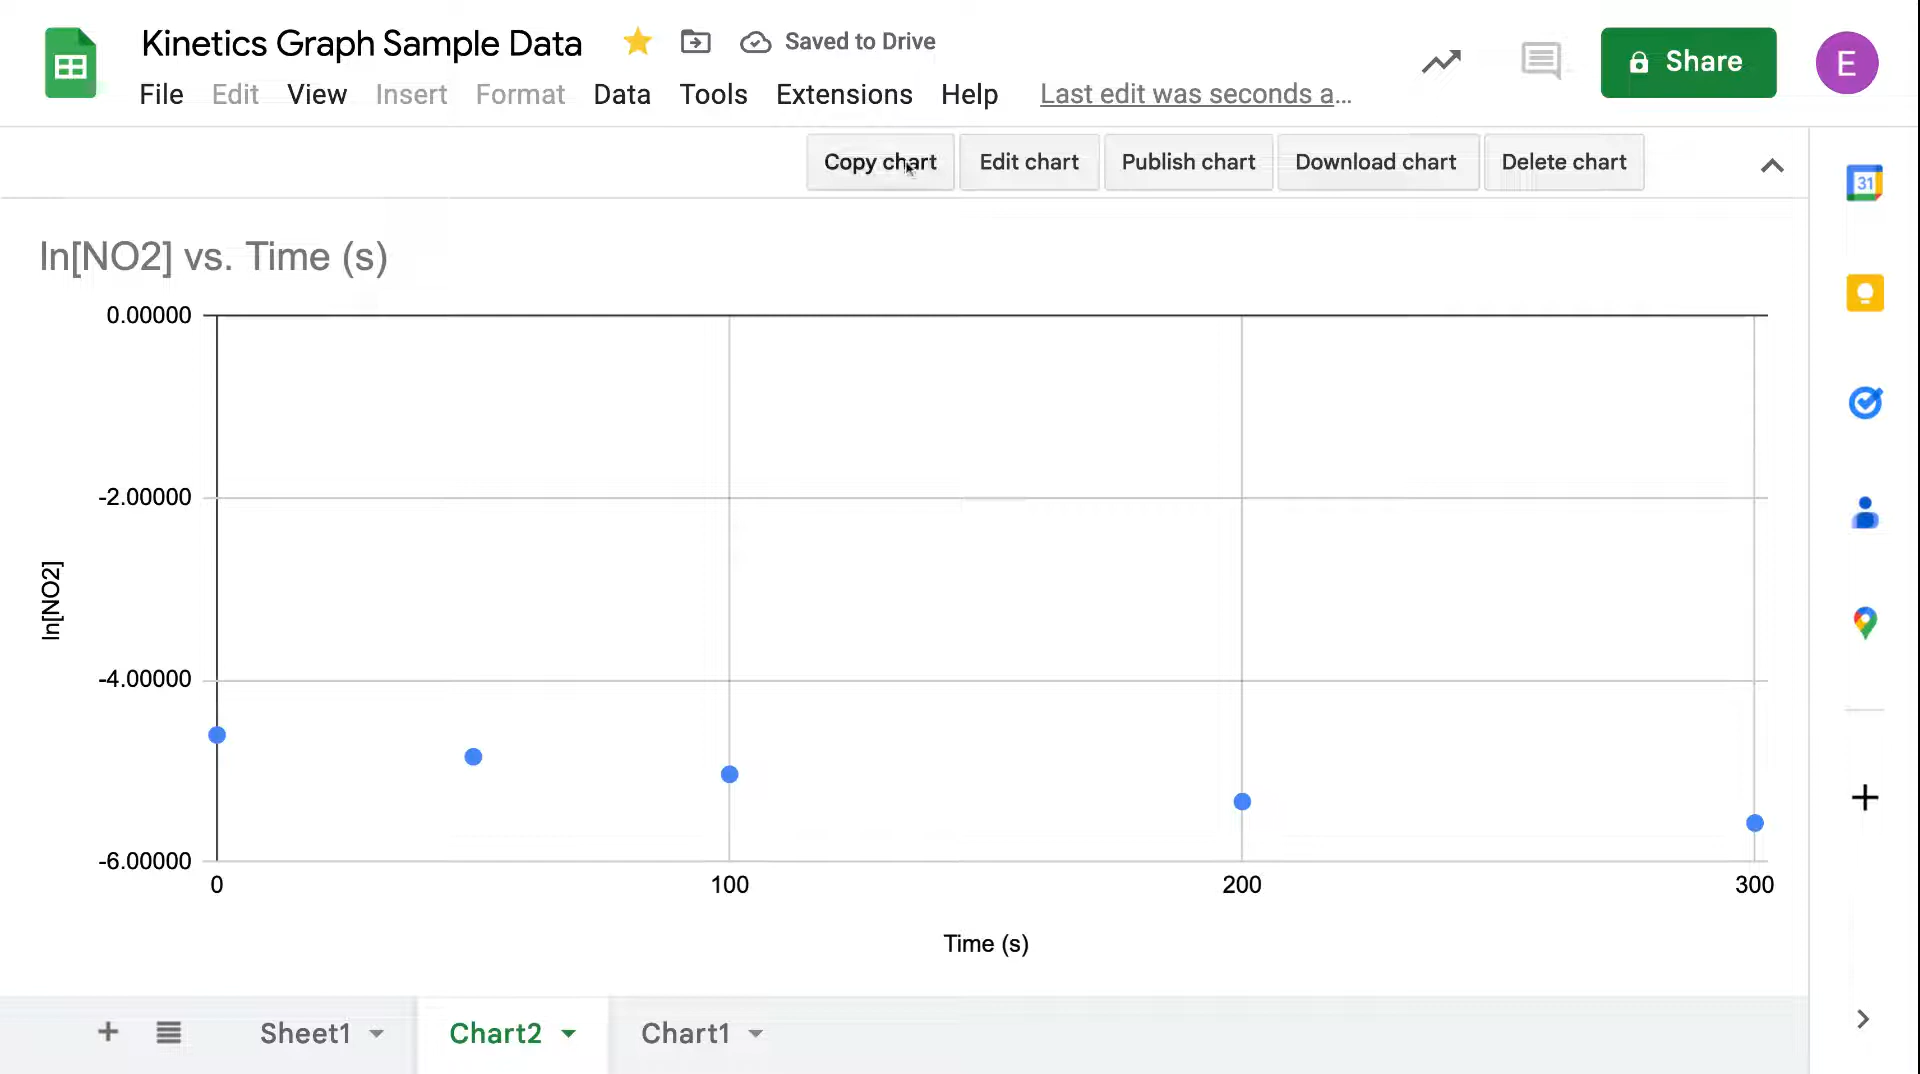 Kinetics Graph Sample Data
Saved to Drive
Share
E
File Edit View Insert Format Data Tools Extensions Help Last edit was seconds a...
Copy chart Edit chart Publish chart Download chart Delete chart
31
ln[NO2] vs. Time (s)
0.00000
-2.00000
-4.00000
-6.00000
ln[NO2]
0 100 200 300
Time (s)
Sheet1 Chart2 Chart1